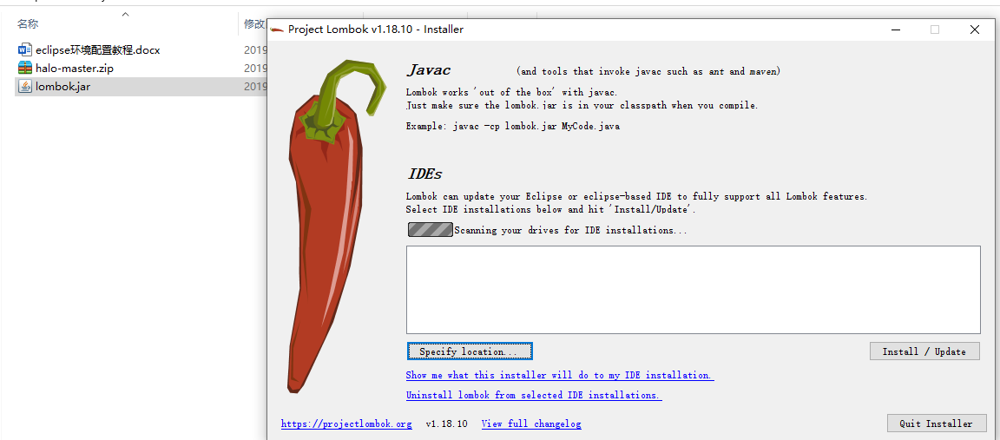 名称
修改
eclipse环境配置教程.docx
2019
halo-master.zip
2019
lombok.jar
2019
Project Lombok v1.18.10 - Installer
Javac (and tools that invoke javac such as ant and maven)
Lombok works 'out of the box' with javac.
Just make sure the lombok.jar is in your classpath when you compile.
Example: javac -cp lombok.jar MyCode.java
IDEs
Lombok can update your Eclipse or eclipse-based IDE to fully support all Lombok features.
Select IDE installations below and hit 'Install/Update'.
Scanning your drives for IDE installations...
Specify location...
Install / Update
Show me what this installer will do to my IDE installation.
Uninstall lombok from selected IDE installations.
https://projectlombok.org v1.18.10 View full changelog
Quit Installer